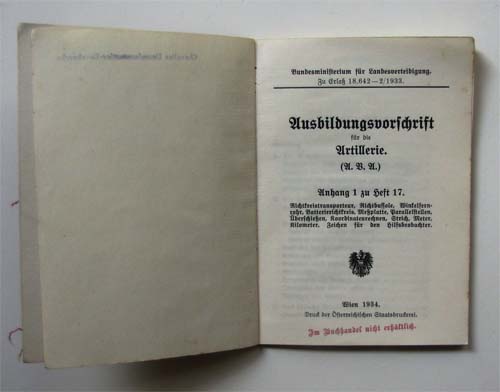 Bundesministerium für Landesverteidigung.
Zu Erlaß 18,642—2/1933.
Ausbildungsvorschrift
für die
Artillerie.
(A. V. A.)
Anhang 1 zu Heft 17.
Richtkreistransporteur, Richtbussole, Winkelfern-
rohr, Batterierichtkreis, Meßplatte, Parallelstellen,
Überschießen, Koordinatenrechnen, Strich, Meter,
Kilometer. Zeichen für den Hilfsbeobachter.
Wien 1934.
Druck der Österreichischen Staatsdruckerei.
Im Buchhandel nicht erhältlich.